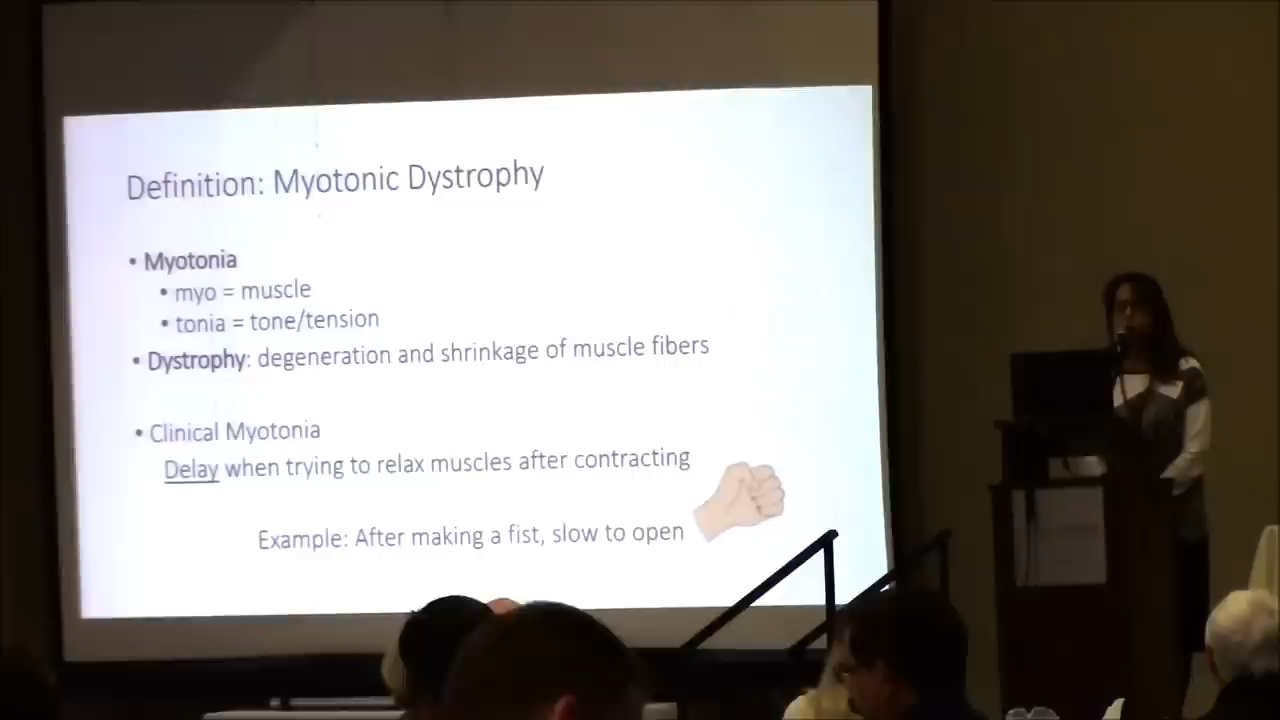 Definition: Myotonic Dystrophy
• Myotonia
• myo = muscle
• tonia = tone/tension
• Dystrophy: degeneration and shrinkage of muscle fibers
• Clinical Myotonia
Delay when trying to relax muscles after contracting
Example: After making a fist, slow to open